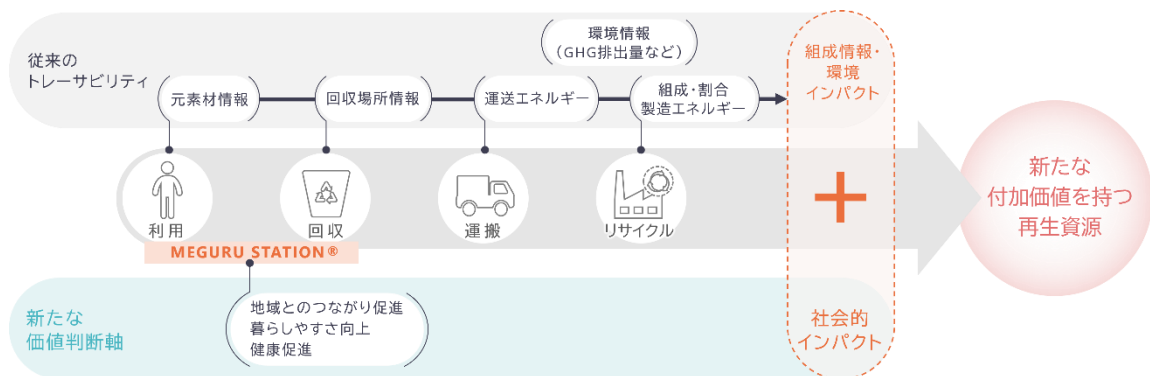 従来の
トレーサビリティ
環境情報
（GHG排出量など）
元素材情報
回収場所情報
運送エネルギー
組成・割合
製造エネルギー
組成情報・
環境
インパクト
利用
回収
運搬
リサイクル
MEGURU STATION®
+
新たな
付加価値を持つ
再生資源
新たな
価値判断軸
地域とのつながり促進
暮らしやすさ向上
健康促進
社会的
インパクト